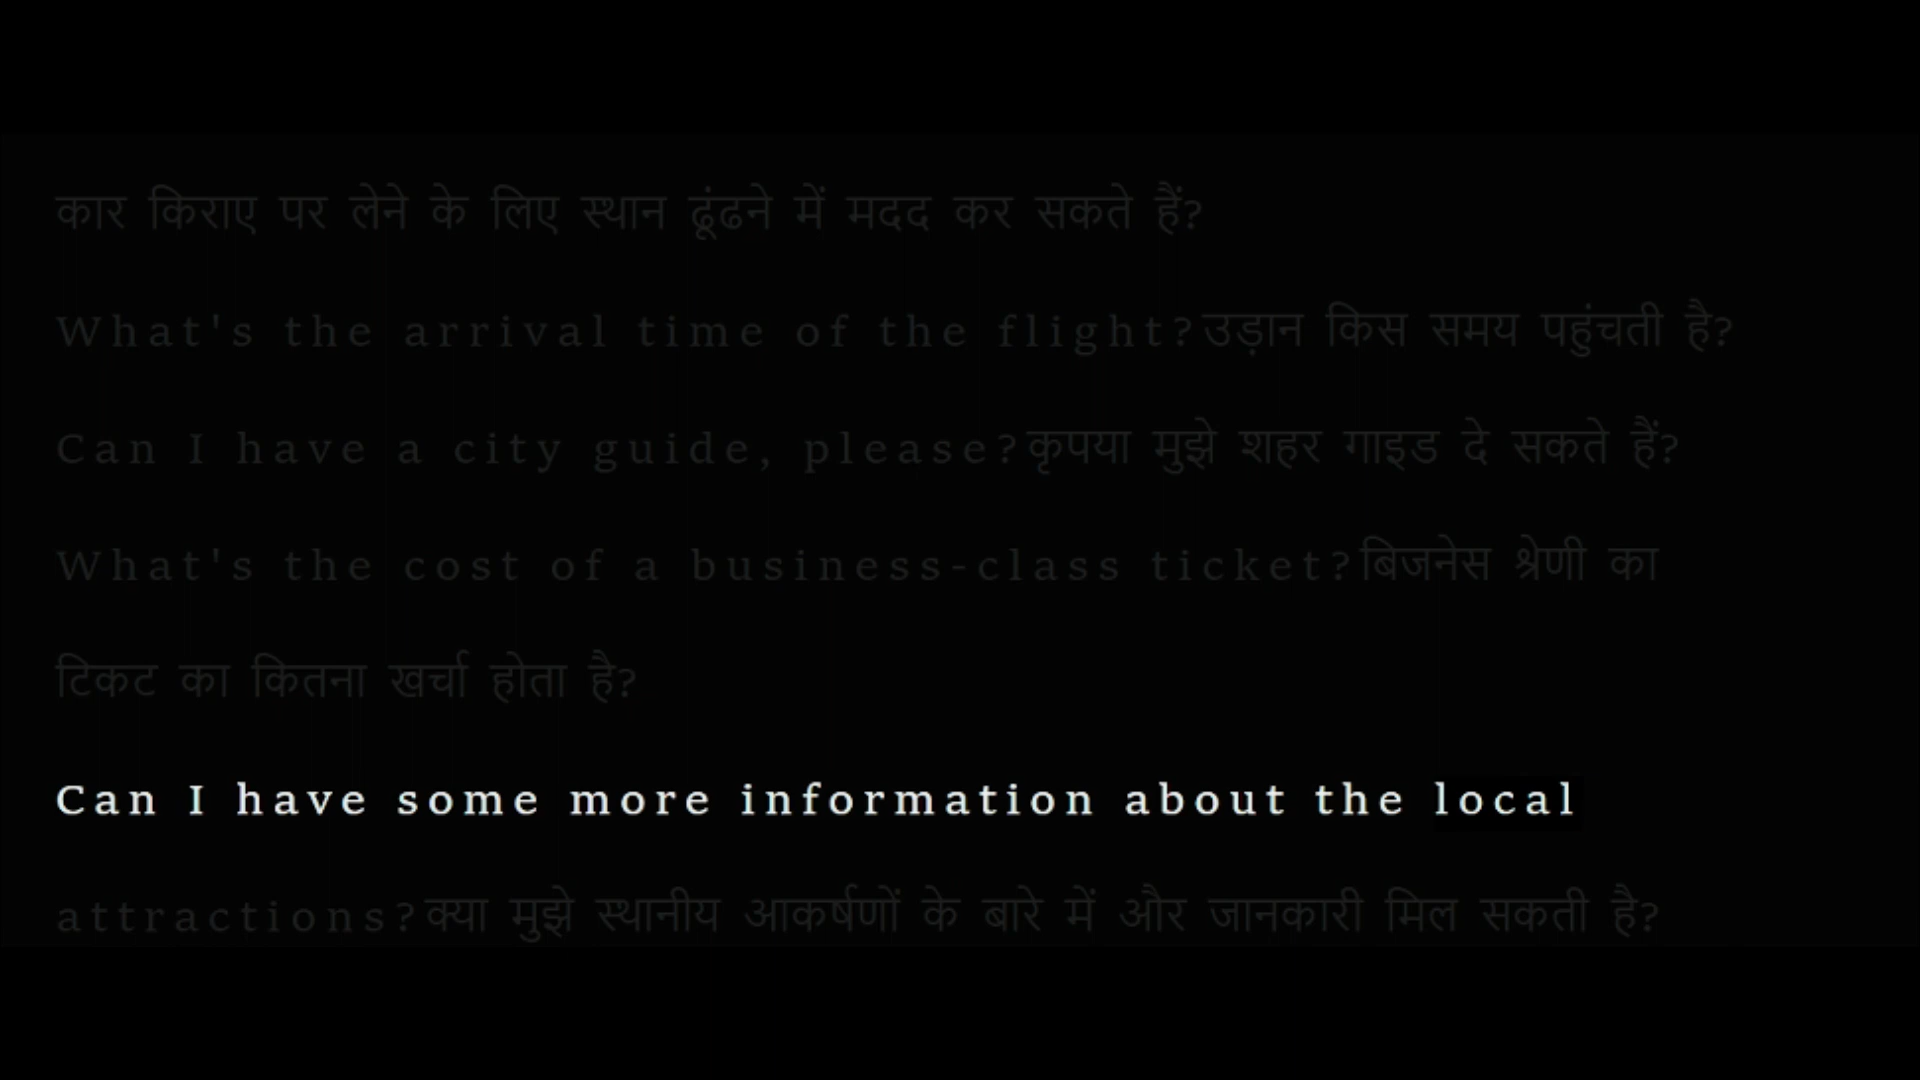 कार किराए पर लेने के लिए स्थान ढूंढने में मदद कर सकते हैं?
What's the arrival time of the flight?उड़ान किस समय पहुंचती है?
Can I have a city guide, please?कृपया मुझे शहर गाइड दे सकते हैं?
What's the cost of a business-class ticket?बिजनेस श्रेणी का
टिकट का कितना खर्चा होता है?
Can I have some more information about the local
attractions?क्या मुझे स्थानीय आकर्षणों के बारे में और जानकारी मिल सकती है?